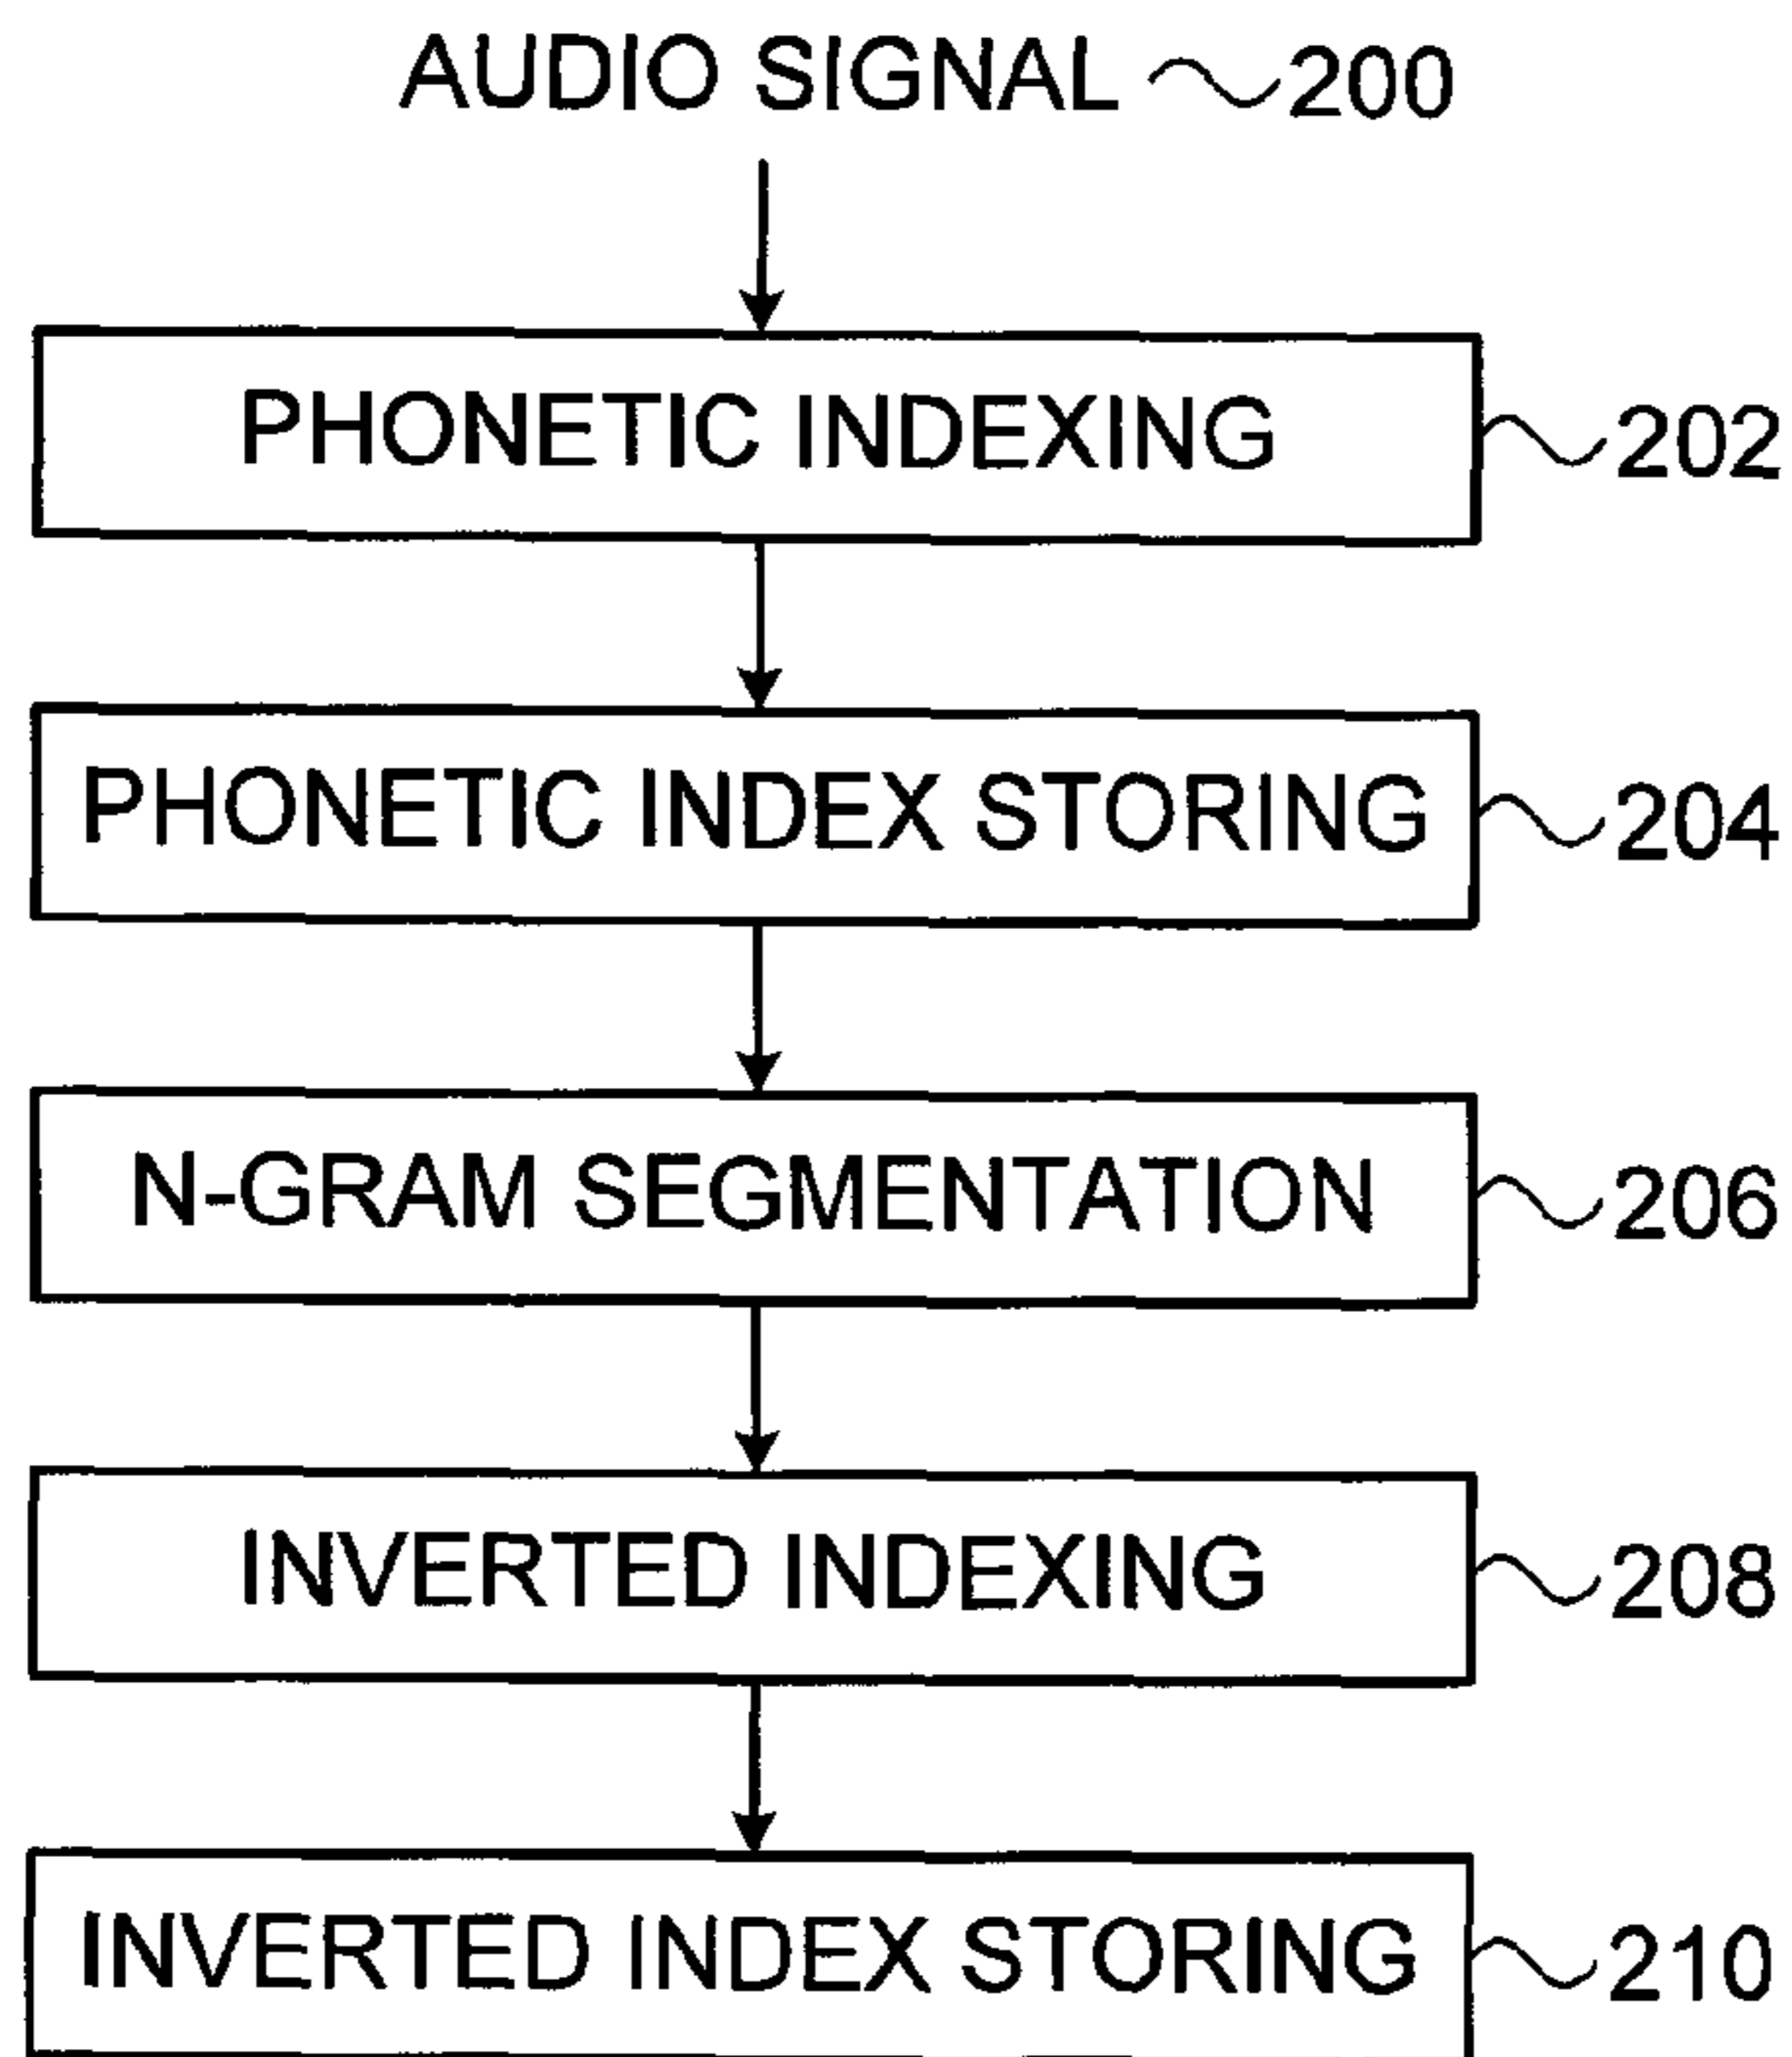 AUDIO SIGNAL 200
PHONETIC INDEXING 202
PHONETIC INDEX STORING 204
N-GRAM SEGMENTATION 206
INVERTED INDEXING 208
INVERTED INDEX STORING 210